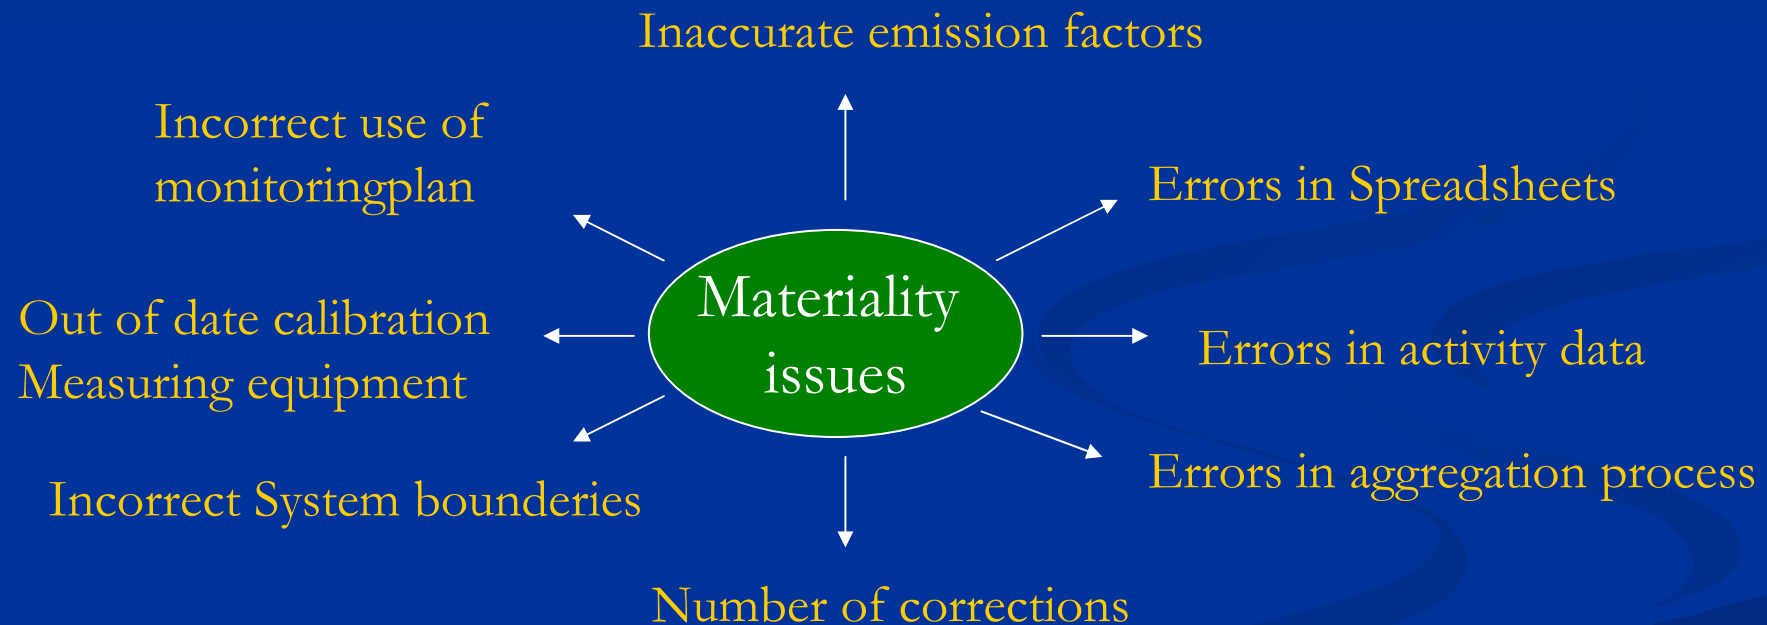 Inaccurate emission factors
Incorrect use of
monitoringplan
Errors in Spreadsheets
Materiality
issues
Out of date calibration
Measuring equipment
Errors in activity data
Incorrect System bounderies
Errors in aggregation process
Number of corrections